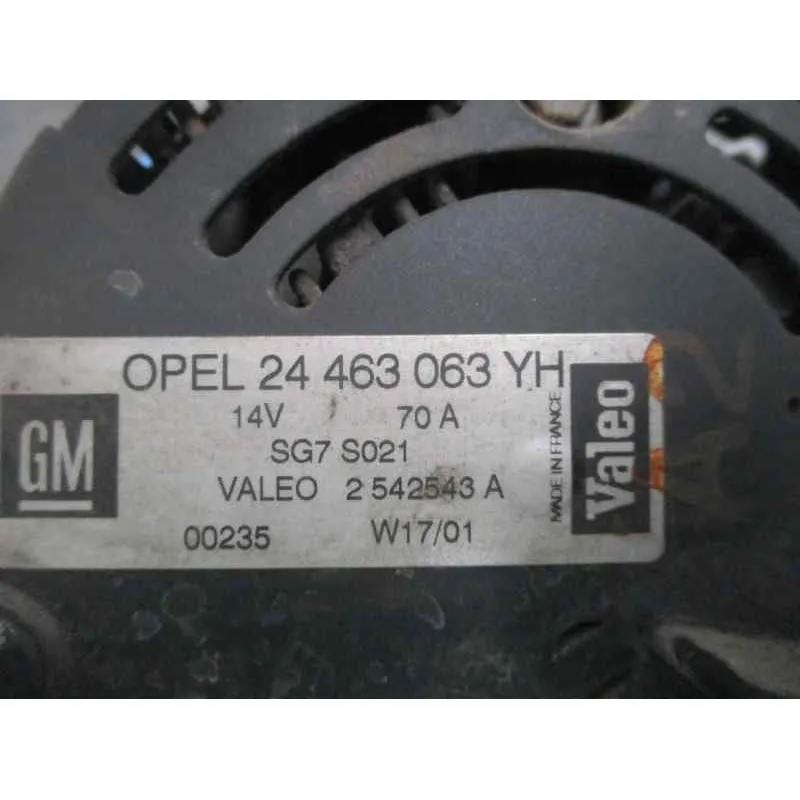 OPEL 24 463 063 YH
14V 70 A
SG7 S021
VALEO 2 542543 A
00235 W17/01
GM
MADE IN FRANCE
Valeo
A2